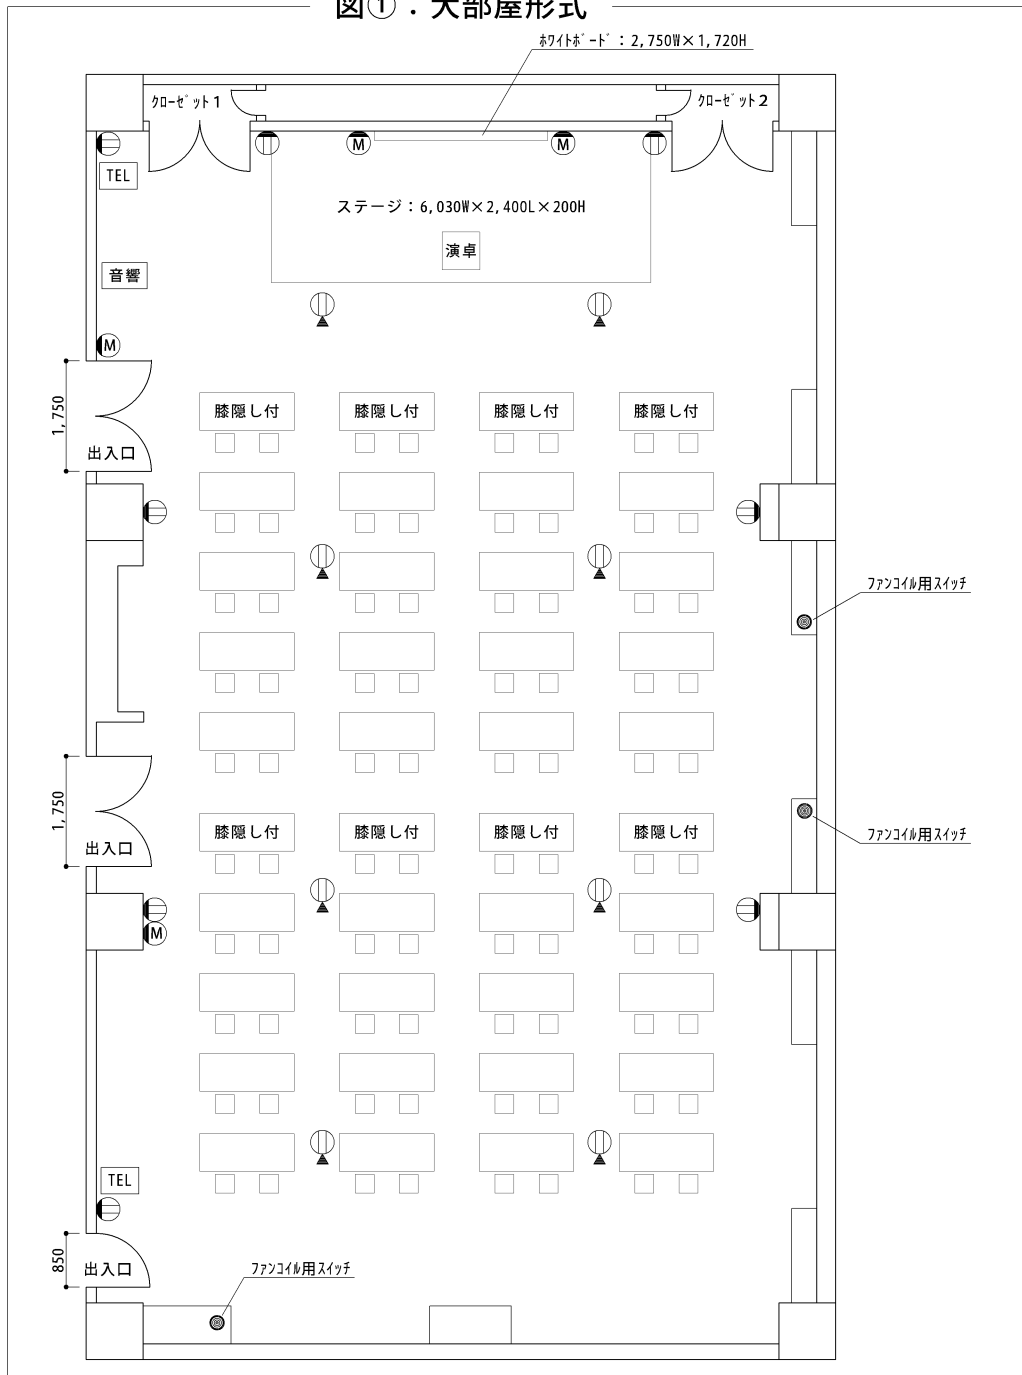 図①：大部屋形式
ﾎﾜｲﾄﾎﾞｰﾄﾞ：2,750W×1,720H
ｸﾛｰｾﾞｯﾄ1
ｸﾛｰｾﾞｯﾄ2
M
M
TEL
ステージ：6,030W×2,400L×200H
演卓
音響
M
1,750
出入口
膝隠し付
膝隠し付
膝隠し付
膝隠し付
ﾌｧﾝｺｲﾙ用ｽｲｯﾁ
1,750
出入口
膝隠し付
膝隠し付
膝隠し付
膝隠し付
ﾌｧﾝｺｲﾙ用ｽｲｯﾁ
M
TEL
850
出入口
ﾌｧﾝｺｲﾙ用ｽｲｯﾁ